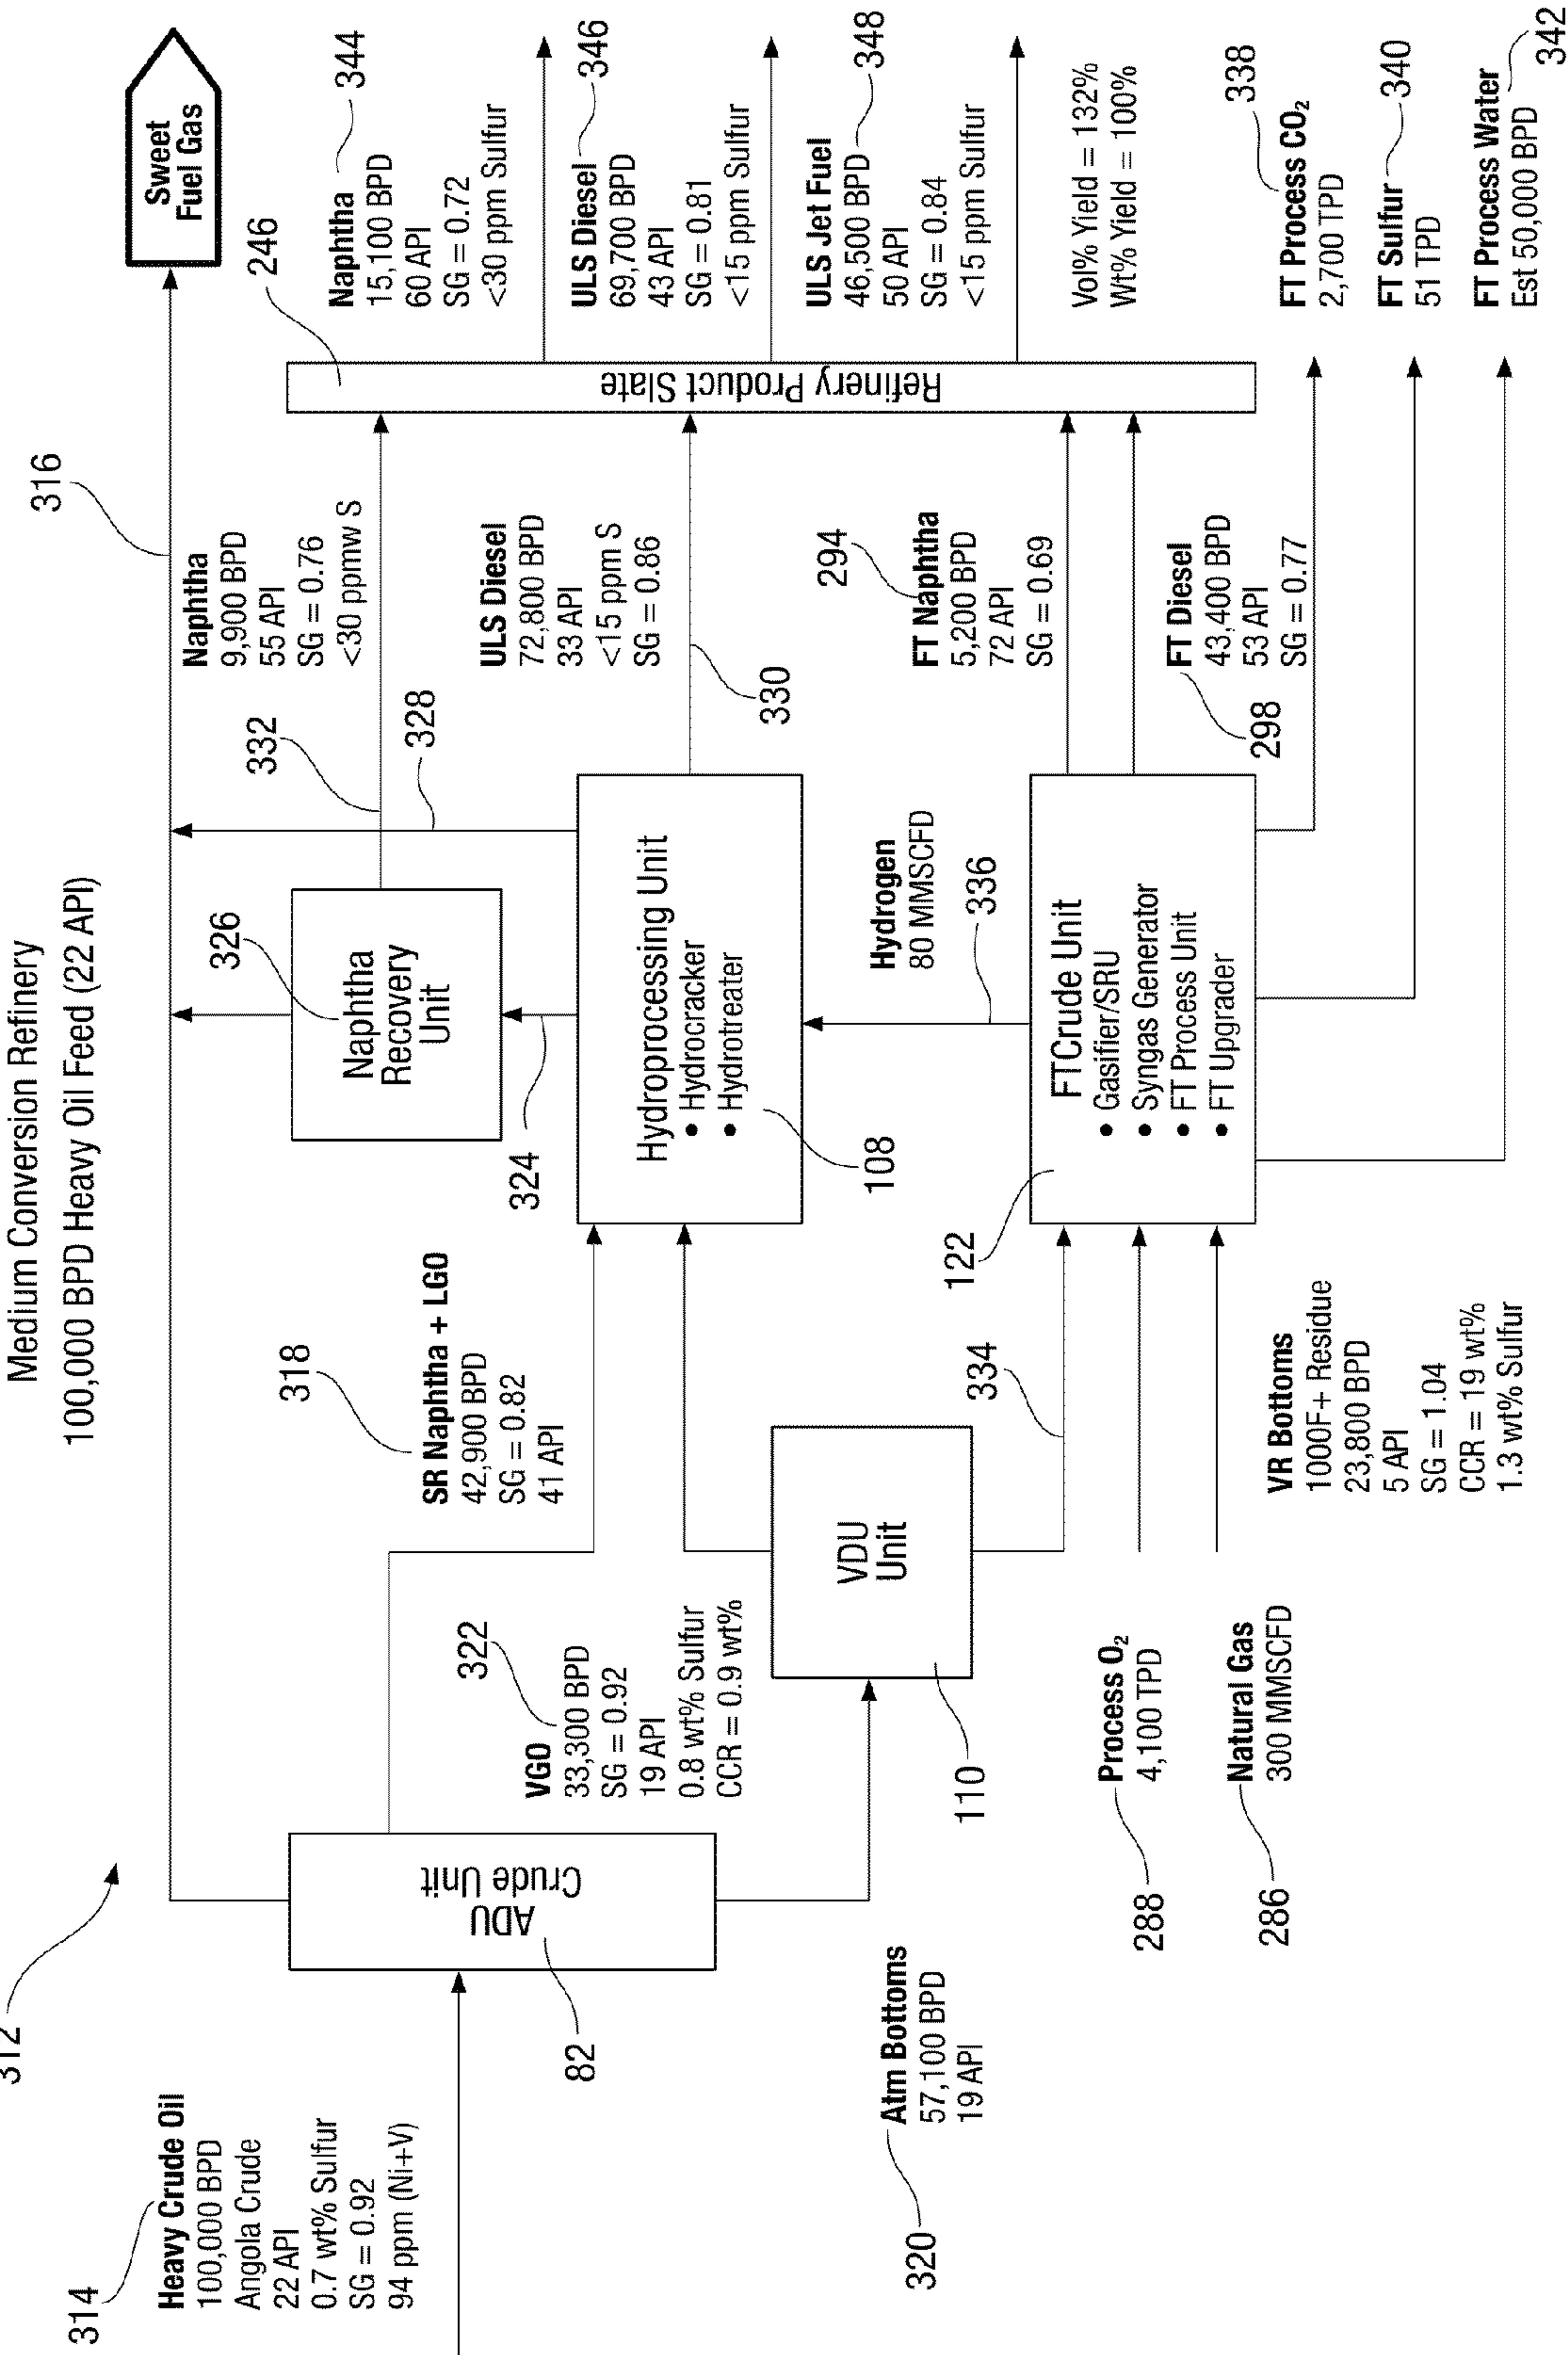 Medium Conversion Refinery
100,000 BPD Heavy Oil Feed (22 API)
312
314
Heavy Crude Oil
100,000 BPD
Angola Crude
22 API
0.7 wt% Sulfur
SG = 0.92
94 ppm (Ni+V)
ADU
Crude Unit
82
320
Atm Bottoms
57,100 BPD
19 API
318
SR Naphtha + LGO
42,900 BPD
SG = 0.82
41 API
322
VGO
33,300 BPD
SG = 0.92
19 API
0.8 wt% Sulfur
CCR = 0.9 wt%
VDU
Unit
110
288
Process O₂
4,100 TPD
286
Natural Gas
300 MMSCFD
334
VR Bottoms
1000F+ Residue
23,800 BPD
5 API
SG = 1.04
CCR = 19 wt%
1.3 wt% Sulfur
316
326
Naphtha
Recovery
Unit
324
332
328
Hydroprocessing Unit
• Hydrocracker
• Hydrotreater
108
330
Hydrogen
80 MMSCFD
336
122
FTCrude Unit
• Gasifier/SRU
• Syngas Generator
• FT Process Unit
• FT Upgrader
Naphtha
9,900 BPD
55 API
SG = 0.76
<30 ppmw S
ULS Diesel
72,800 BPD
33 API
<15 ppm S
SG = 0.86
294
FT Naphtha
5,200 BPD
72 API
SG = 0.69
298
FT Diesel
43,400 BPD
53 API
SG = 0.77
246
Refinery Product Slate
Sweet
Fuel Gas
344
Naphtha
15,100 BPD
60 API
SG = 0.72
<30 ppm Sulfur
346
ULS Diesel
69,700 BPD
43 API
SG = 0.81
<15 ppm Sulfur
348
ULS Jet Fuel
46,500 BPD
50 API
SG = 0.84
<15 ppm Sulfur
Vol% Yield = 132%
Wt% Yield = 100%
338
FT Process CO₂
2,700 TPD
340
FT Sulfur
51 TPD
342
FT Process Water
Est 50,000 BPD